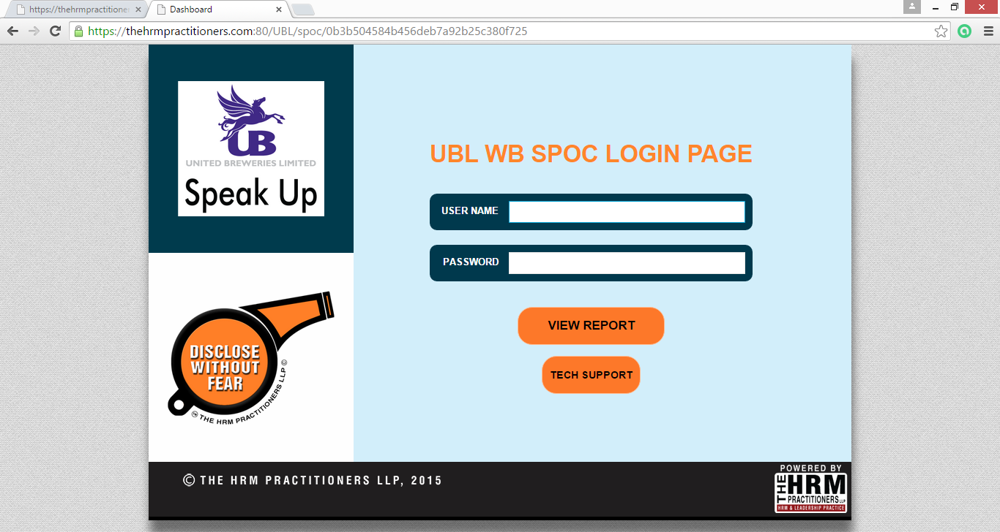 https://thehrmpractitioner
Dashboard
https://thehrmpractitioners.com:80/UBL/spoc/0b3b504584b456deb7a92b25c380f725
UB
UNITED BREWERIES LIMITED
Speak Up
UBL WB SPOC LOGIN PAGE
USER NAME
PASSWORD
VIEW REPORT
TECH SUPPORT
DISCLOSE
WITHOUT
FEAR
THE HRM PRACTITIONERS LLP ©
© THE HRM PRACTITIONERS LLP, 2015
POWERED BY
THE
HRM
PRACTITIONERS LLP
HRM & LEADERSHIP PRACTICE